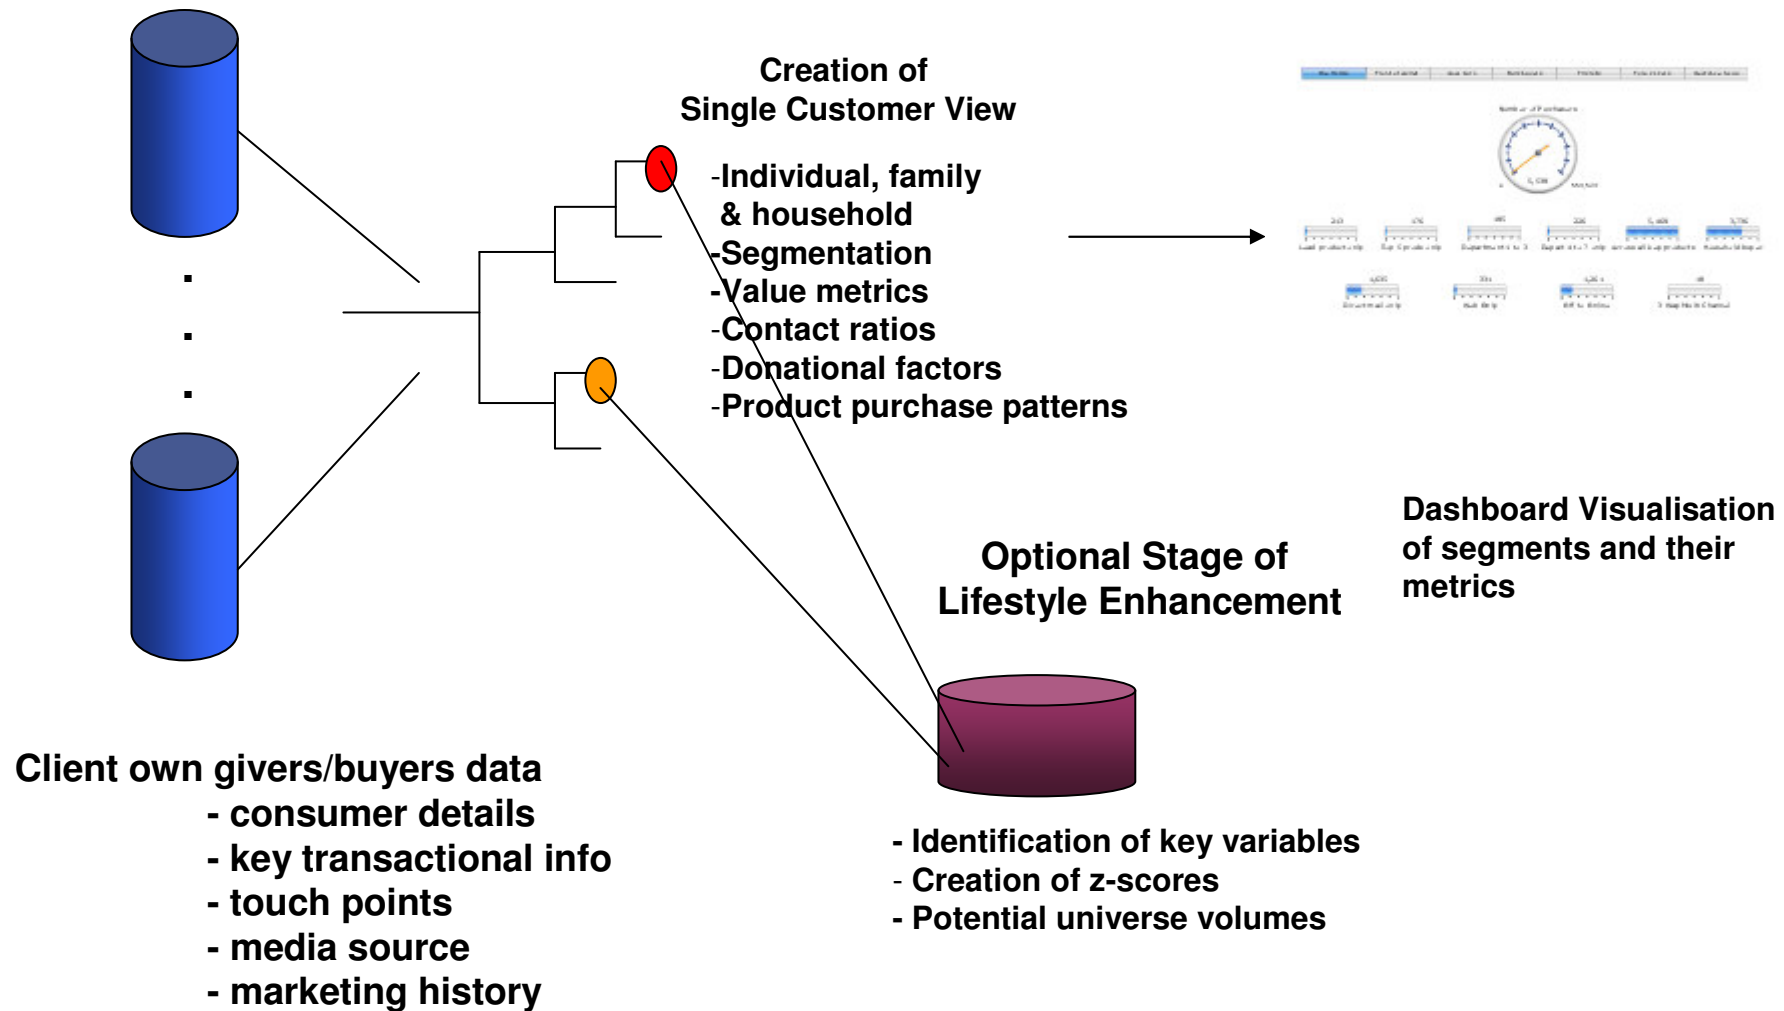 Creation of
Single Customer View
-Individual, family
& household
-Segmentation
-Value metrics
-Contact ratios
-Donational factors
-Product purchase patterns
Dashboard Visualisation
of segments and their
metrics
Optional Stage of
Lifestyle Enhancement
- Identification of key variables
- Creation of z-scores
- Potential universe volumes
Client own givers/buyers data
- consumer details
- key transactional info
- touch points
- media source
- marketing history